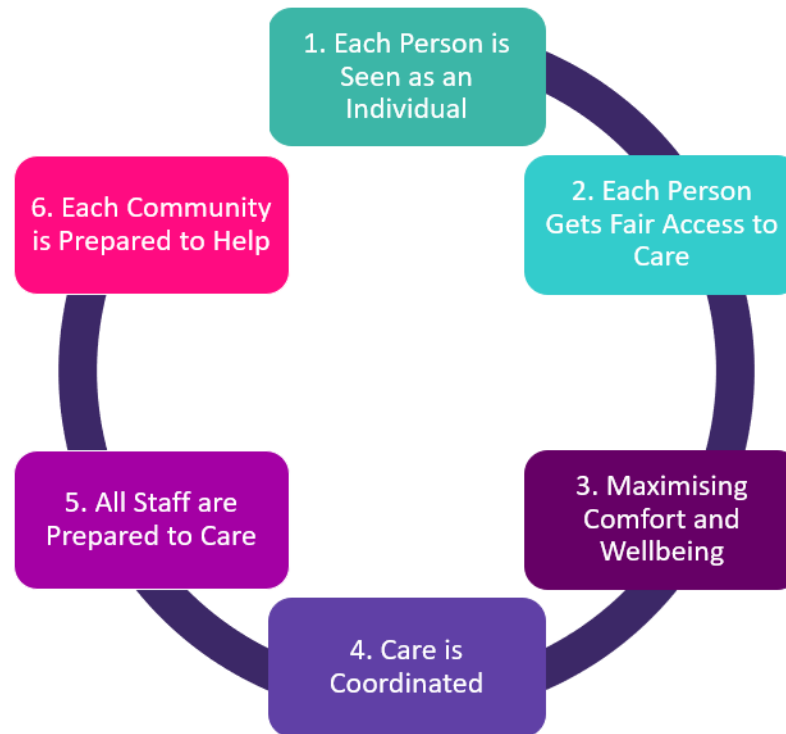 1. Each Person is
Seen as an
Individual
2. Each Person
Gets Fair Access to
Care
3. Maximising
Comfort and
Wellbeing
4. Care is
Coordinated
5. All Staff are
Prepared to Care
6. Each Community
is Prepared to Help